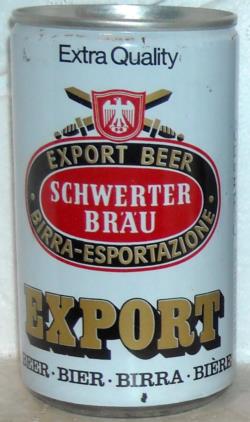 Extra Quality
EXPORT BEER
SCHWERTER
BRÄU
BIRRA-ESPORTAZIONE
EXPORT
BEER · BIER · BIRRA · BIÈRE